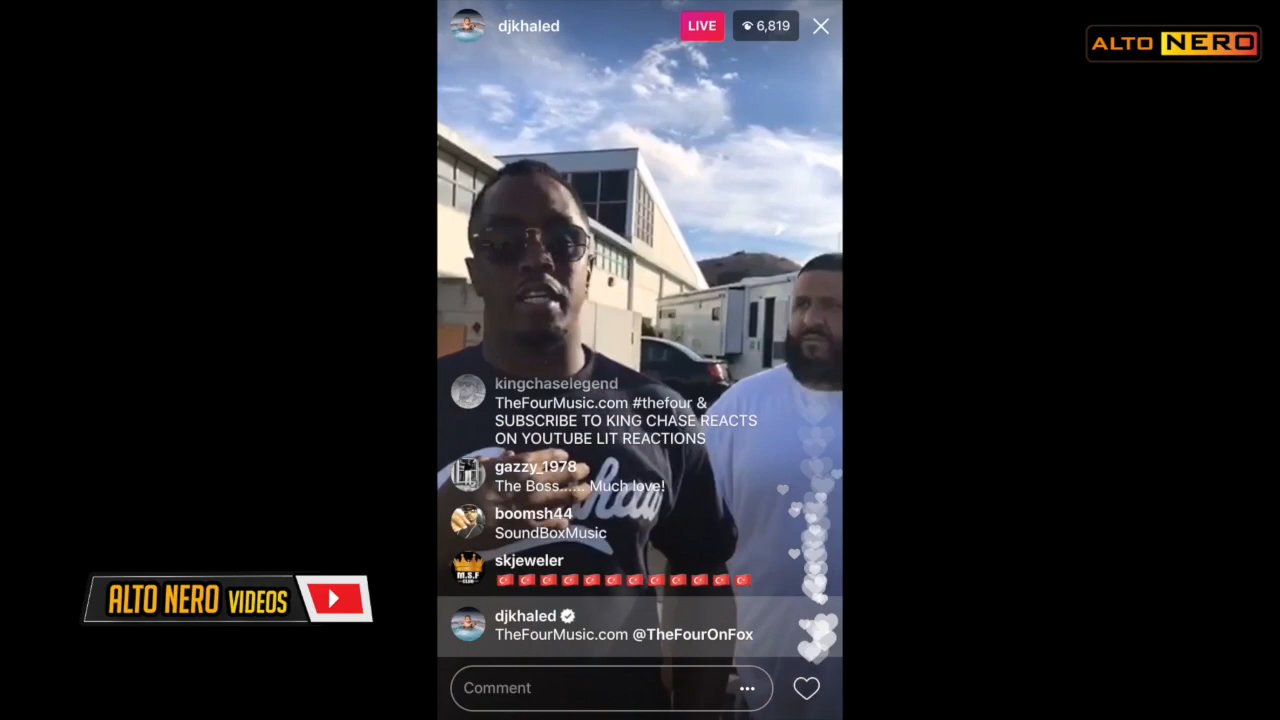 djkhaled
LIVE
6,819
ALTO NERO
kingchaselegend
TheFourMusic.com #thefour &
SUBSCRIBE TO KING CHASE REACTS
ON YOUTUBE LIT REACTIONS
gazzy_1978
The Boss...... Much love!
boomsh44
SoundBoxMusic
M.S.F
CLUB
skjeweler
djkhaled
TheFourMusic.com @TheFourOnFox
ALTO NERO VIDEOS
Comment